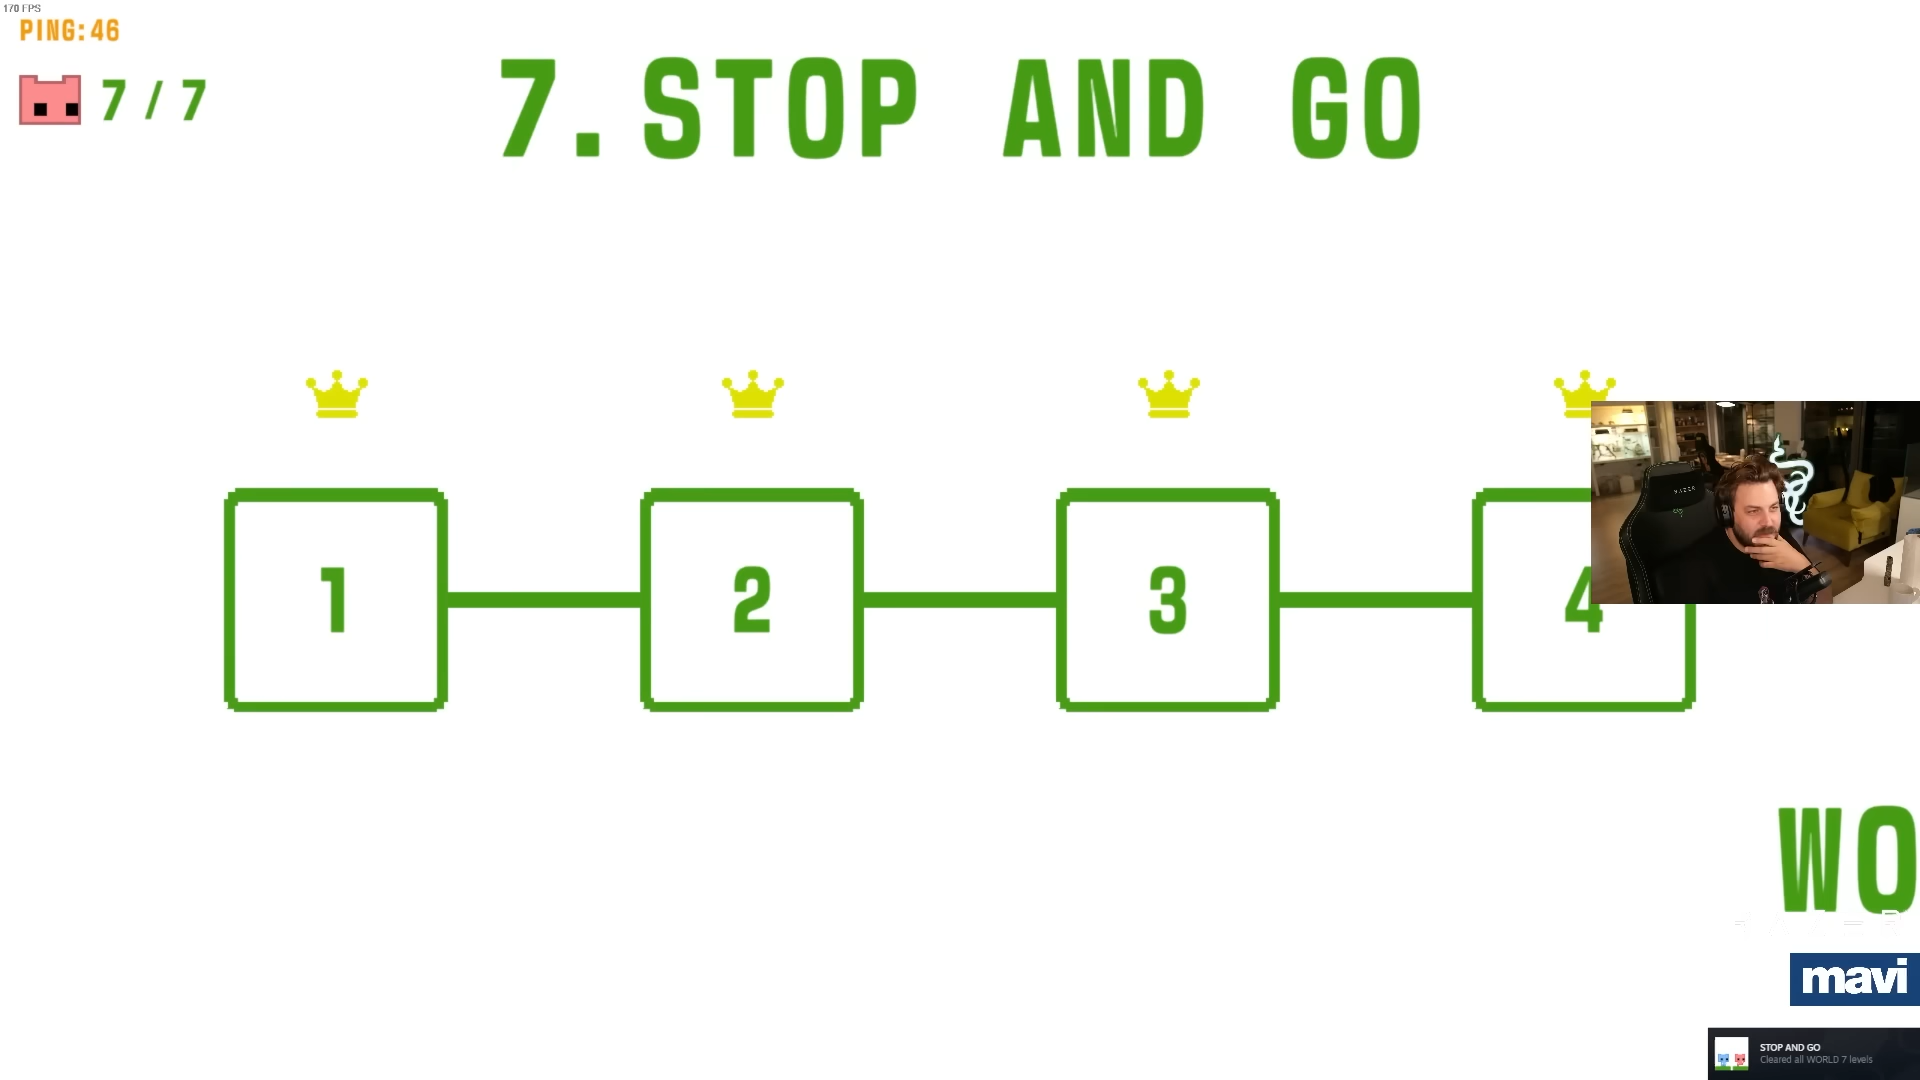 170 FPS
PING:46
7 / 7
7.STOP AND GO
1
2
3
4
WO
mavi
STOP AND GO
Cleared all WORLD 7 levels